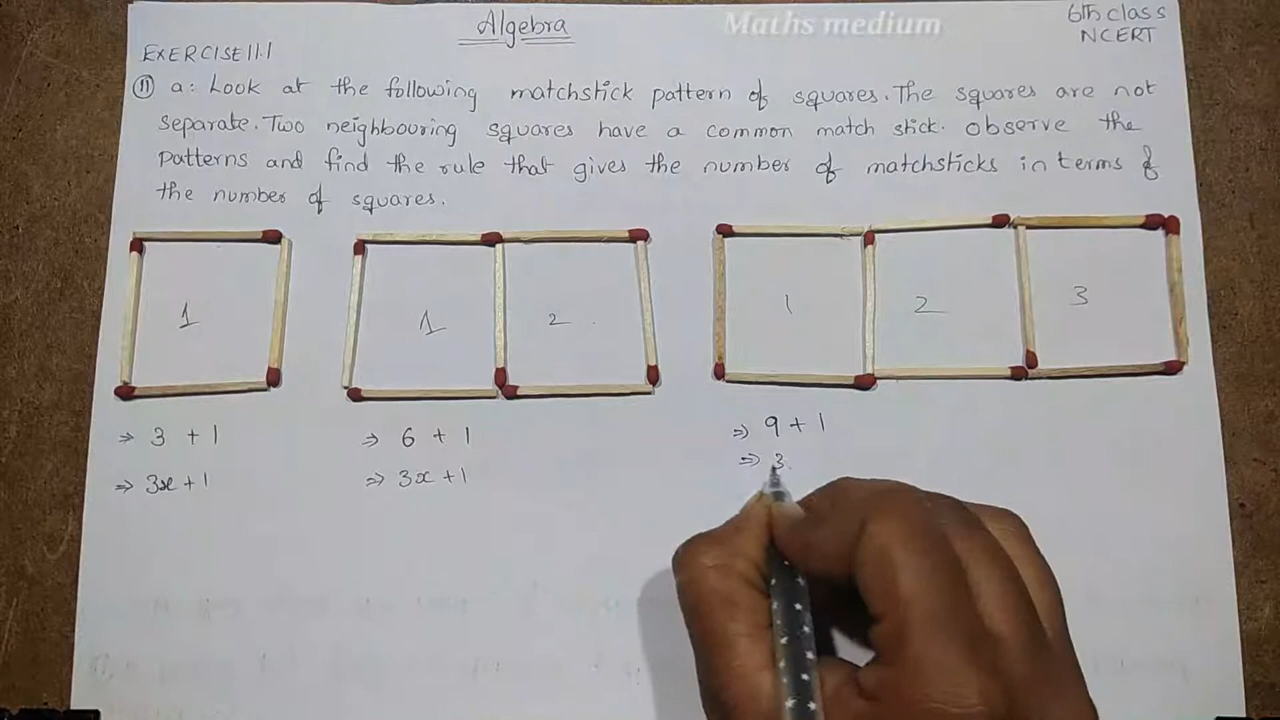 Algebra
Maths medium
6th class
NCERT
EXERCISE 11.1
11 a: Look at the following matchstick pattern of squares. The squares are not
separate. Two neighbouring squares have a common match stick. Observe the
Patterns and find the rule that gives the number of matchsticks in terms of
the number of squares.
1
1 2
1 2 3
⇒ 3 + 1
⇒ 6 + 1
⇒ 9 + 1
⇒ 3x + 1
⇒ 3x + 1
⇒ 3